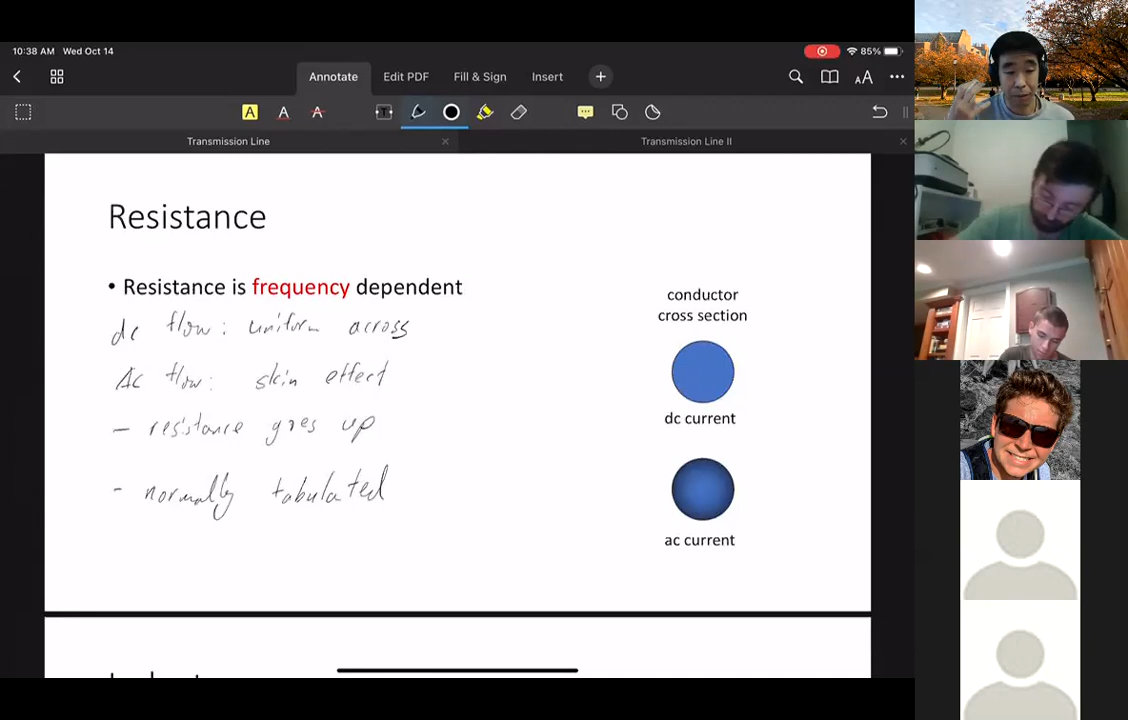 10:38 AM Wed Oct 14
85%
Annotate Edit PDF Fill & Sign Insert
Transmission Line Transmission Line II
Resistance
• Resistance is frequency dependent
dc flow: uniform across
Ac flow: skin effect
– resistance goes up
- normally tabulated
conductor
cross section
dc current
ac current